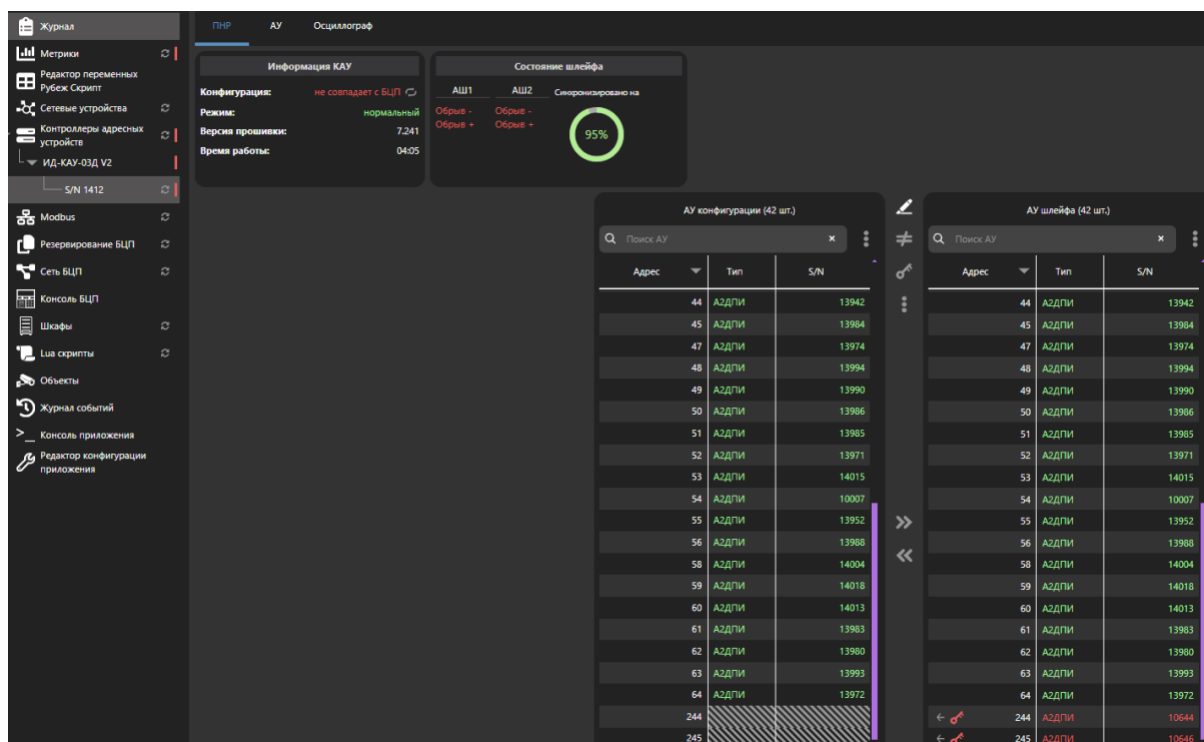 Журнал
Метрики
Редактор переменных
Рубеж Скрипт
Сетевые устройства
Контроллеры адресных
устройств
ИД-КАУ-03Д V2
S/N 1412
Modbus
Резервирование БЦП
Сеть БЦП
Консоль БЦП
Шкафы
Lua скрипты
Объекты
Журнал событий
Консоль приложения
Редактор конфигурации
приложения
ПНР АУ Осциллограф
Информация КАУ
Конфигурация: не совпадает с БЦП
Режим: нормальный
Версия прошивки: 7.241
Время работы: 04:05
Состояние шлейфа
АШ1 АШ2 Синхронизировано на
Обрыв - Обрыв -
Обрыв + Обрыв +
95%
АУ конфигурации (42 шт.)
Поиск АУ
Адрес Тип S/N
44 А2ДПИ 13942
45 А2ДПИ 13984
47 А2ДПИ 13974
48 А2ДПИ 13994
49 А2ДПИ 13990
50 А2ДПИ 13986
51 А2ДПИ 13985
52 А2ДПИ 13971
53 А2ДПИ 14015
54 А2ДПИ 10007
55 А2ДПИ 13952
56 А2ДПИ 13988
58 А2ДПИ 14004
59 А2ДПИ 14018
60 А2ДПИ 14013
61 А2ДПИ 13983
62 А2ДПИ 13980
63 А2ДПИ 13993
64 А2ДПИ 13972
244
245
АУ шлейфа (42 шт.)
Поиск АУ
Адрес Тип S/N
44 А2ДПИ 13942
45 А2ДПИ 13984
47 А2ДПИ 13974
48 А2ДПИ 13994
49 А2ДПИ 13990
50 А2ДПИ 13986
51 А2ДПИ 13985
52 А2ДПИ 13971
53 А2ДПИ 14015
54 А2ДПИ 10007
55 А2ДПИ 13952
56 А2ДПИ 13988
58 А2ДПИ 14004
59 А2ДПИ 14018
60 А2ДПИ 14013
61 А2ДПИ 13983
62 А2ДПИ 13980
63 А2ДПИ 13993
64 А2ДПИ 13972
244 А2ДПИ 10644
245 А2ДПИ 10646